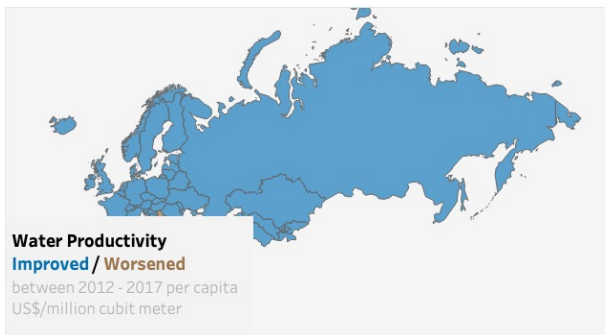 Water Productivity
Improved / Worsened
between 2012 - 2017 per capita
US$/million cubit meter